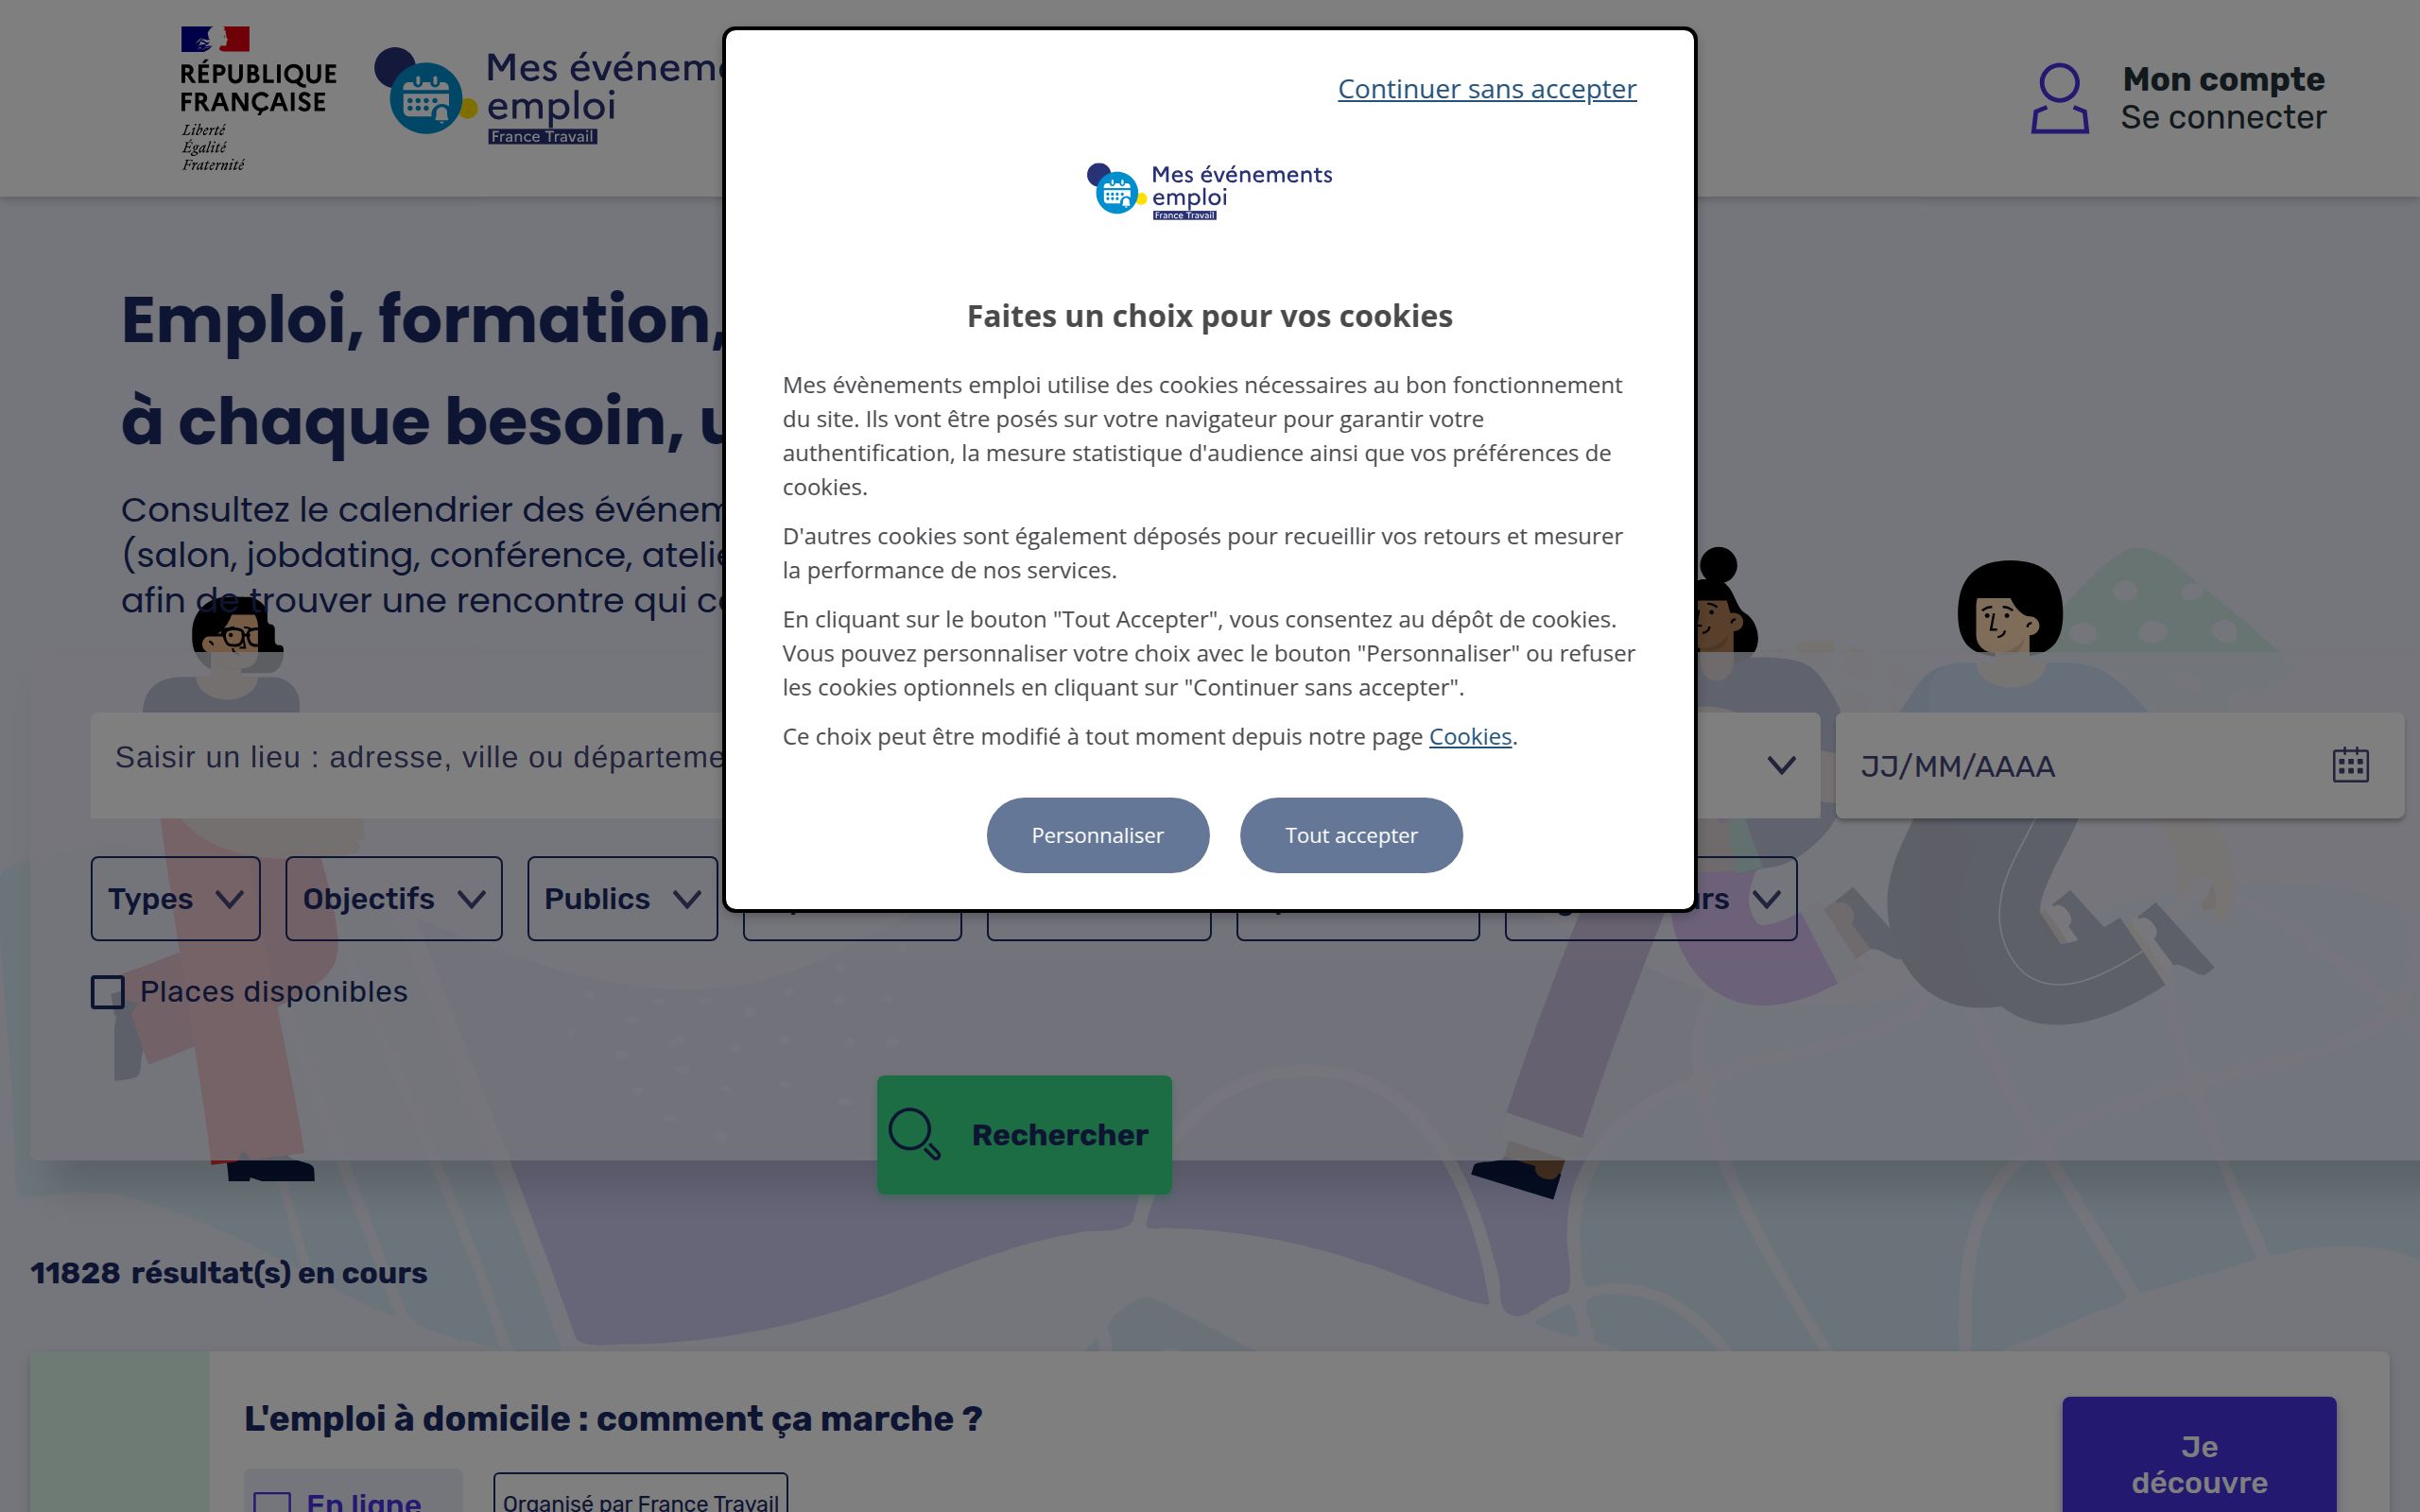 RÉPUBLIQUE
FRANÇAISE
Liberté
Égalité
Fraternité
Mes événem
emploi
France Travail
Mon compte
Se connecter
Continuer sans accepter
Mes événements
emploi
France Travail
Faites un choix pour vos cookies
Mes évènements emploi utilise des cookies nécessaires au bon fonctionnement
du site. Ils vont être posés sur votre navigateur pour garantir votre
authentification, la mesure statistique d'audience ainsi que vos préférences de
cookies.
D'autres cookies sont également déposés pour recueillir vos retours et mesurer
la performance de nos services.
En cliquant sur le bouton "Tout Accepter", vous consentez au dépôt de cookies.
Vous pouvez personnaliser votre choix avec le bouton "Personnaliser" ou refuser
les cookies optionnels en cliquant sur "Continuer sans accepter".
Ce choix peut être modifié à tout moment depuis notre page Cookies.
Personnaliser Tout accepter
Emploi, formation,
à chaque besoin, u
Consultez le calendrier des événem
(salon, jobdating, conférence, atelie
afin de trouver une rencontre qui c
Saisir un lieu : adresse, ville ou départeme
JJ/MM/AAAA
Types Objectifs Publics urs
Places disponibles
Rechercher
11828 résultat(s) en cours
L'emploi à domicile : comment ça marche ?
En ligne Organisé par France Travail
Je
découvre